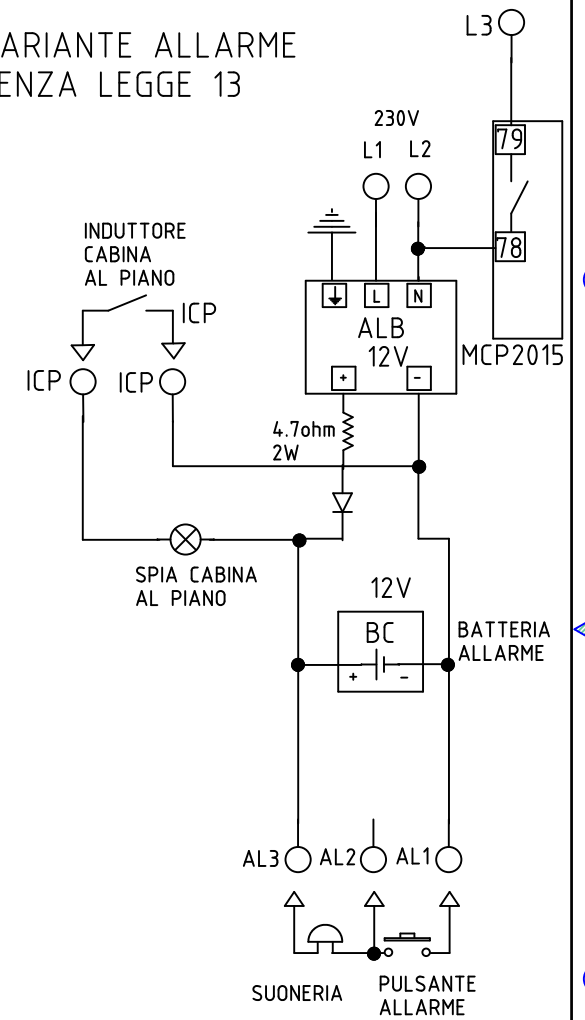 ARIANTE ALLARME
ENZA LEGGE 13
L3
79
78
MCP2015
230V
L1 L2
L N
ALB
12V
+ -
INDUTTORE
CABINA
AL PIANO
ICP
ICP ICP
4.7ohm
2W
SPIA CABINA
AL PIANO
12V
BC
+ -
BATTERIA
ALLARME
AL3 AL2 AL1
SUONERIA
PULSANTE
ALLARME